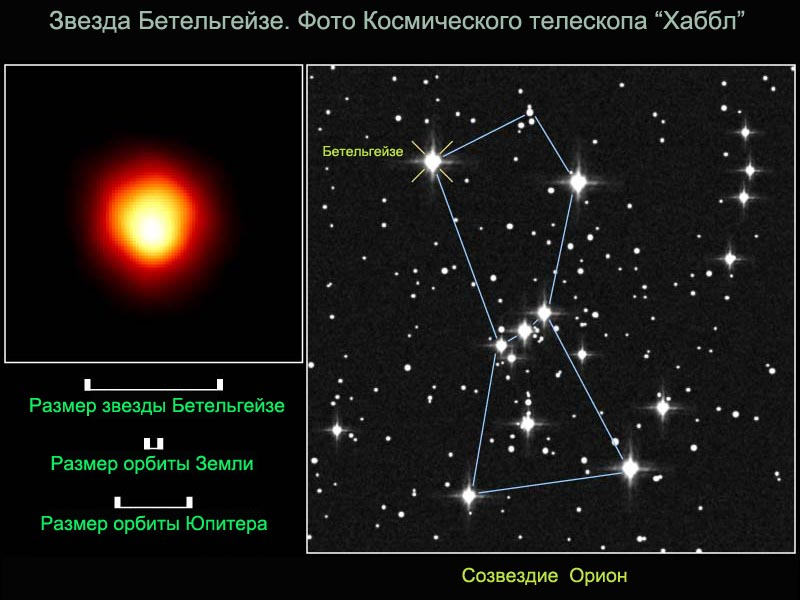 Звезда Бетельгейзе. Фото Космического телескопа “Хаббл”
Бетельгейзе
Размер звезды Бетельгейзе
Размер орбиты Земли
Размер орбиты Юпитера
Созвездие Орион